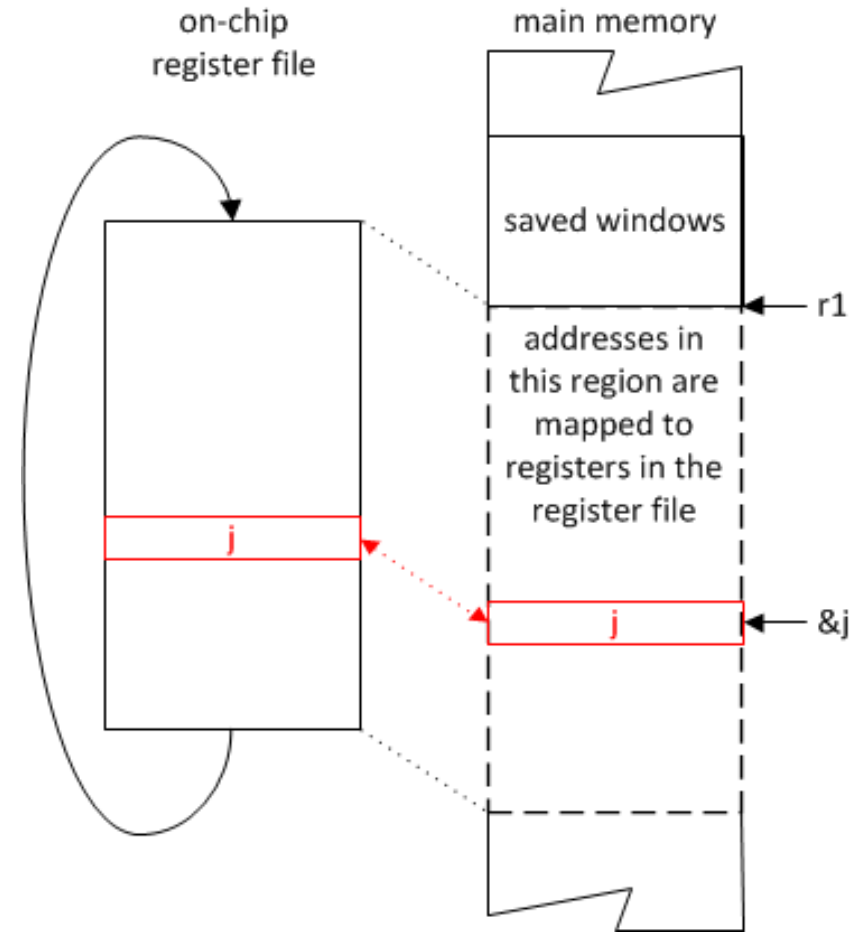 on-chip
register file
main memory
saved windows
r1
addresses in
this region are
mapped to
registers in the
register file
j
j
&j